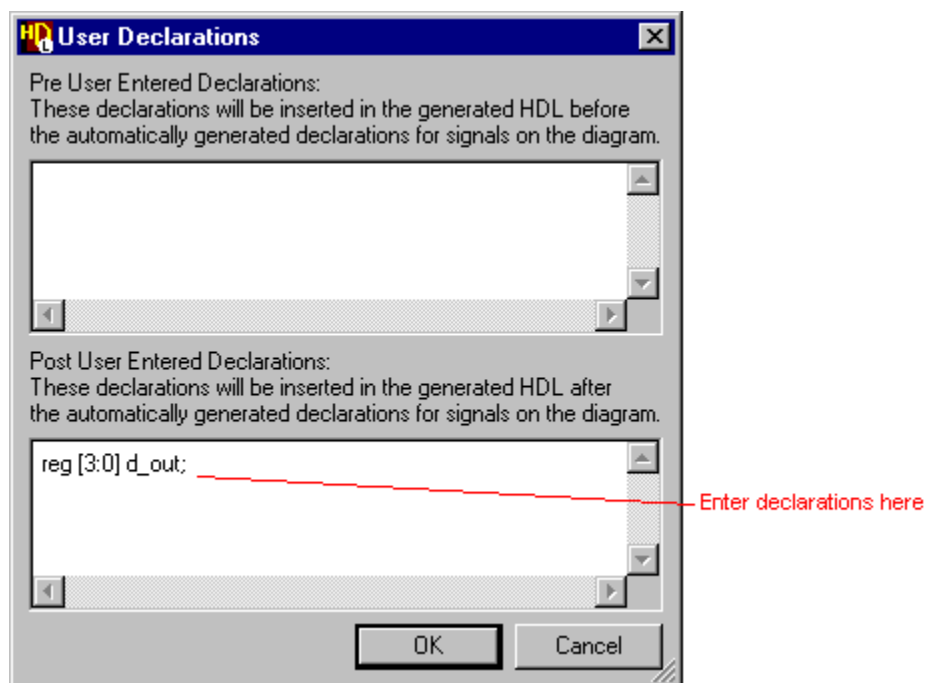 HD L User Declarations
Pre User Entered Declarations:
These declarations will be inserted in the generated HDL before
the automatically generated declarations for signals on the diagram.
Post User Entered Declarations:
These declarations will be inserted in the generated HDL after
the automatically generated declarations for signals on the diagram.
reg [3:0] d_out;
Enter declarations here
OK Cancel